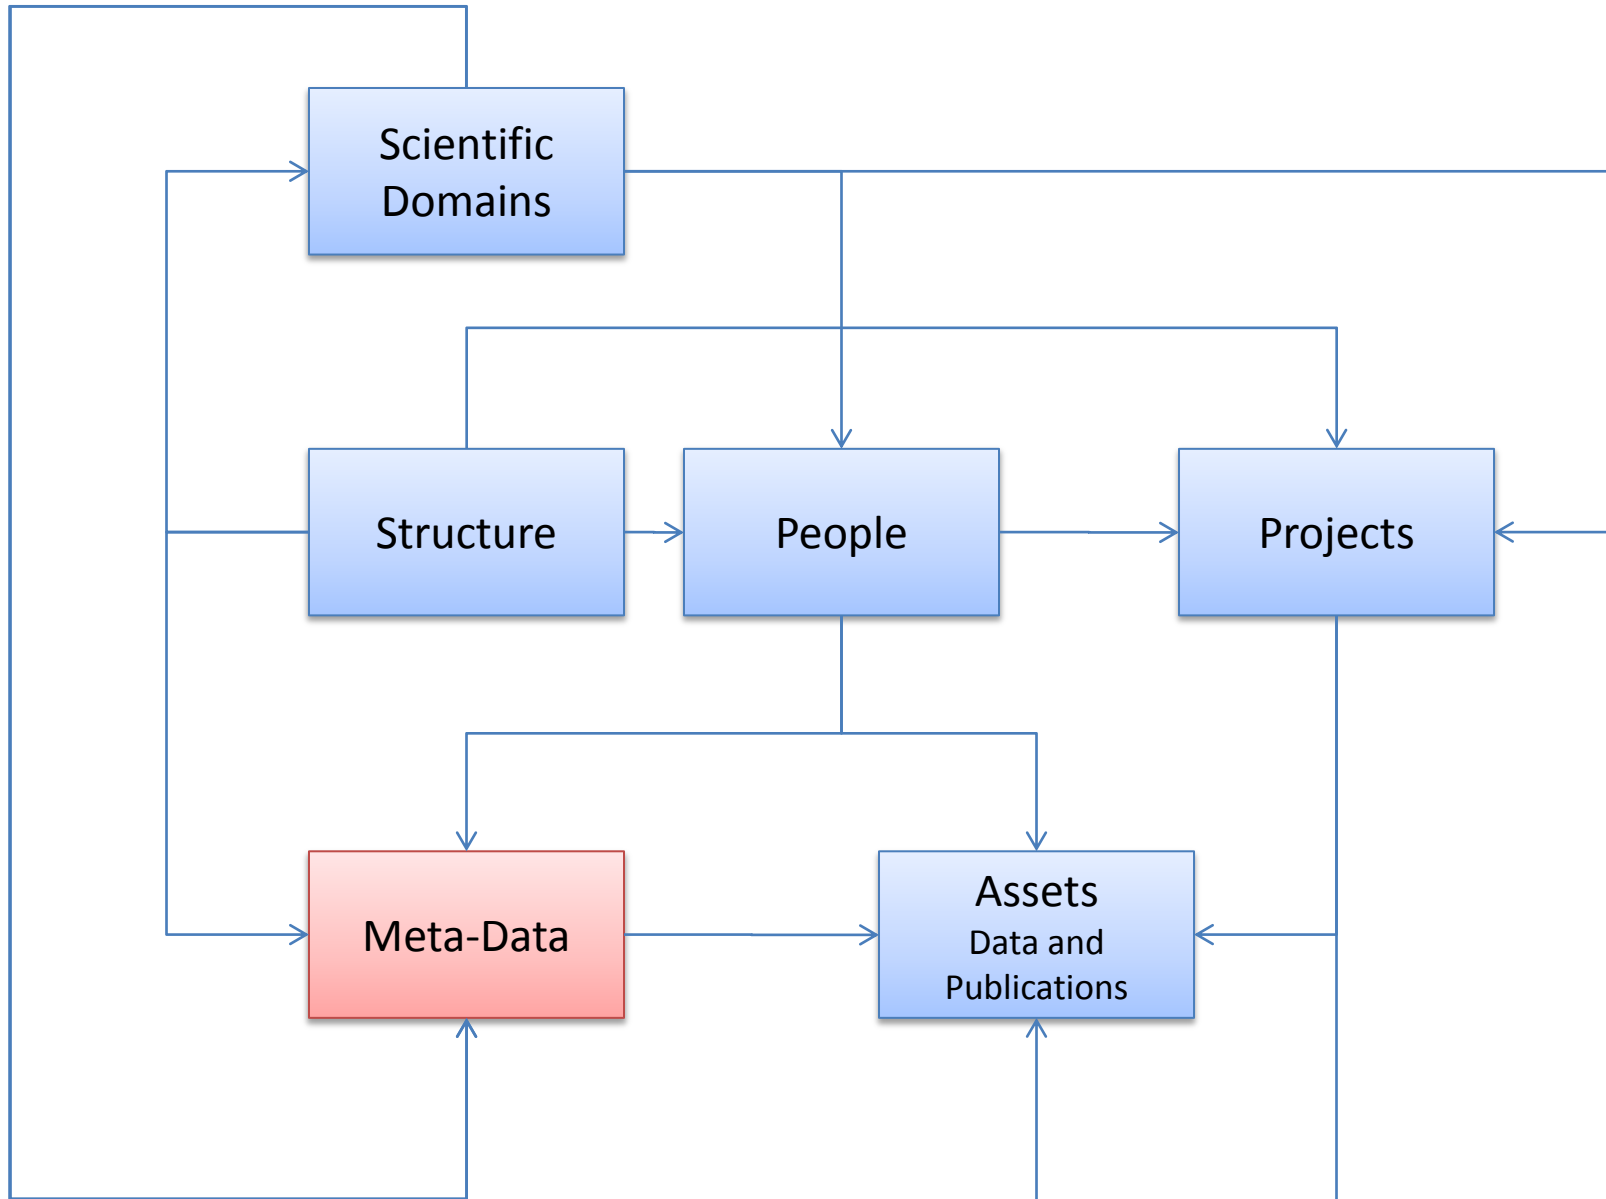 Scientific
Domains
Structure
People
Projects
Meta-Data
Assets
Data and
Publications